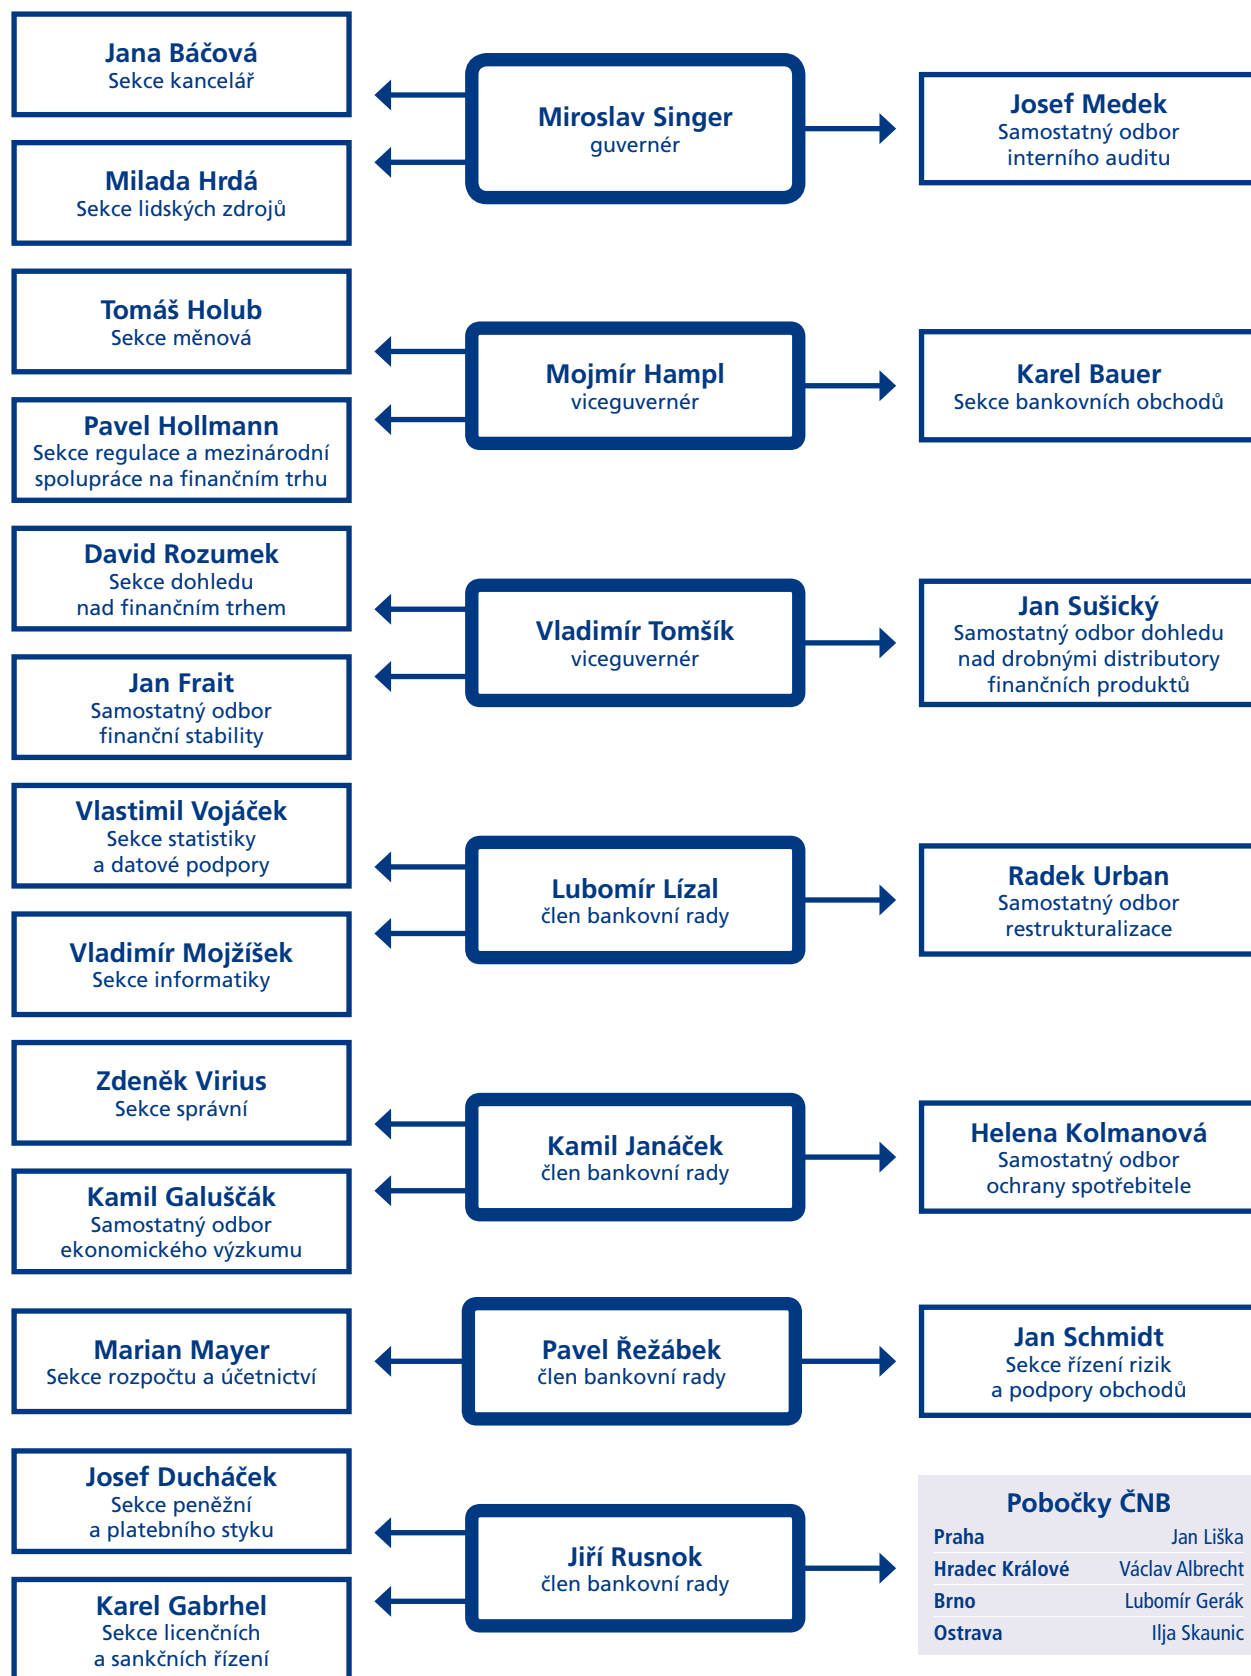 Jana Báčová
Sekce kancelář
Miroslav Singer
guvernér
Josef Medek
Samostatný odbor
interního auditu
Milada Hrdá
Sekce lidských zdrojů
Tomáš Holub
Sekce měnová
Mojmír Hampl
viceguvernér
Karel Bauer
Sekce bankovních obchodů
Pavel Hollmann
Sekce regulace a mezinárodní
spolupráce na finančním trhu
David Rozumek
Sekce dohledu
nad finančním trhem
Vladimír Tomšík
viceguvernér
Jan Sušický
Samostatný odbor dohledu
nad drobnými distributory
finančních produktů
Jan Frait
Samostatný odbor
finanční stability
Vlastimil Vojáček
Sekce statistiky
a datové podpory
Lubomír Lízal
člen bankovní rady
Radek Urban
Samostatný odbor
restrukturalizace
Vladimír Mojžíšek
Sekce informatiky
Zdeněk Virius
Sekce správní
Kamil Janáček
člen bankovní rady
Helena Kolmanová
Samostatný odbor
ochrany spotřebitele
Kamil Galuščák
Samostatný odbor
ekonomického výzkumu
Marian Mayer
Sekce rozpočtu a účetnictví
Pavel Řežábek
člen bankovní rady
Jan Schmidt
Sekce řízení rizik
a podpory obchodů
Josef Ducháček
Sekce peněžní
a platebního styku
Jiří Rusnok
člen bankovní rady
Pobočky ČNB
Praha Jan Liška
Hradec Králové Václav Albrecht
Brno Lubomír Gerák
Ostrava Ilja Skaunic
Karel Gabrhel
Sekce licenčních
a sankčních řízení